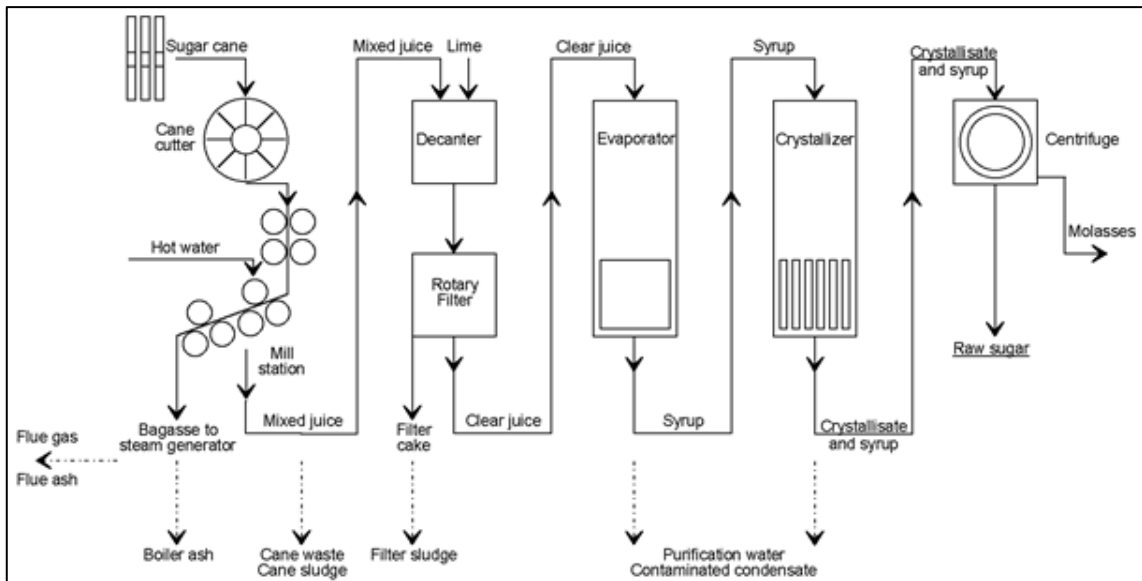 Sugar cane
Mixed juice
Lime
Clear juice
Syrup
Crystallisate
and syrup
Cane
cutter
Decanter
Evaporator
Crystallizer
Centrifuge
Hot water
Molasses
Rotary
Filter
Mill
station
Raw sugar
Mixed juice
Clear juice
Syrup
Crystallisate
and syrup
Bagasse to
steam generator
Filter
cake
Flue gas
Flue ash
Boiler ash
Cane waste
Cane sludge
Filter sludge
Purification water
Contaminated condensate